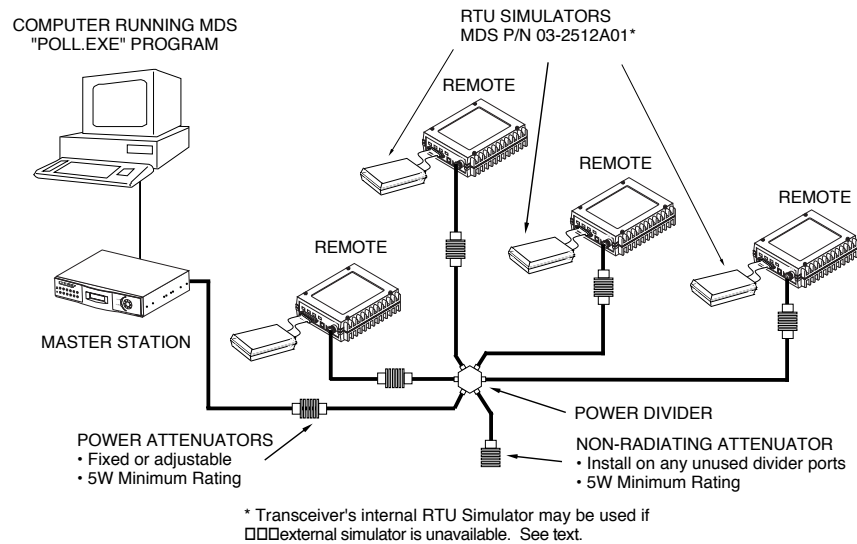 COMPUTER RUNNING MDS
"POLL.EXE" PROGRAM
RTU SIMULATORS
MDS P/N 03-2512A01*
REMOTE
REMOTE
REMOTE
REMOTE
MASTER STATION
POWER ATTENUATORS
• Fixed or adjustable
• 5W Minimum Rating
POWER DIVIDER
NON-RADIATING ATTENUATOR
• Install on any unused divider ports
• 5W Minimum Rating
* Transceiver's internal RTU Simulator may be used if
□□□external simulator is unavailable. See text.